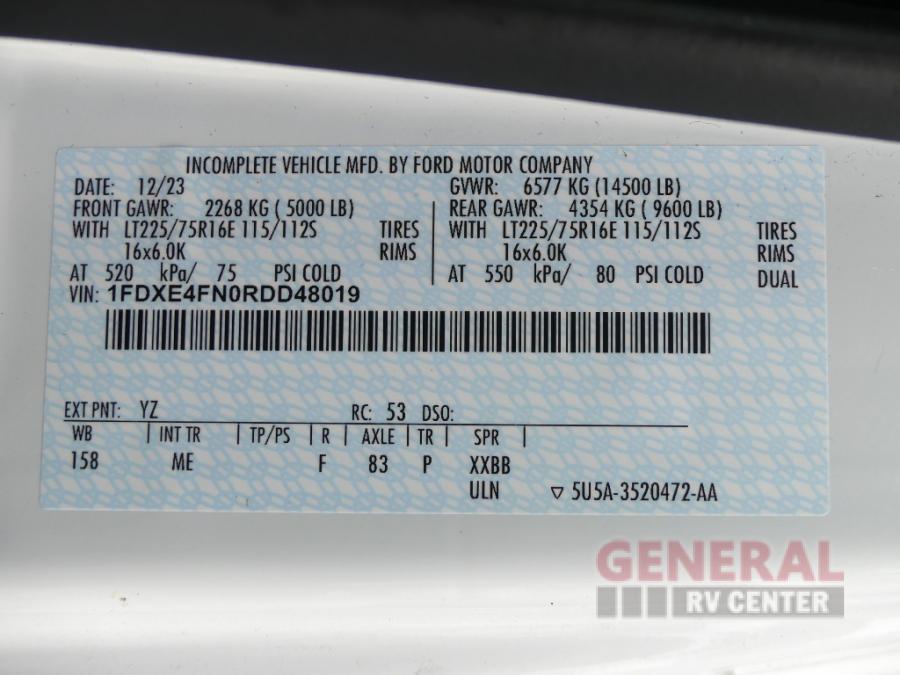 INCOMPLETE VEHICLE MFD. BY FORD MOTOR COMPANY
DATE: 12/23 GVWR: 6577 KG (14500 LB)
FRONT GAWR: 2268 KG ( 5000 LB) REAR GAWR: 4354 KG ( 9600 LB)
WITH LT225/75R16E 115/112S TIRES WITH LT225/75R16E 115/112S TIRES
16x6.0K RIMS 16x6.0K RIMS
AT 520 kPa/ 75 PSI COLD AT 550 kPa/ 80 PSI COLD DUAL
VIN: 1FDXE4FN0RDD48019
EXT PNT: YZ RC: 53 DSO:
WB | INT TR | TP/PS | R | AXLE | TR | SPR |
158 ME F 83 P XXBB
ULN ▽ 5U5A-3520472-AA
GENERAL
RV CENTER